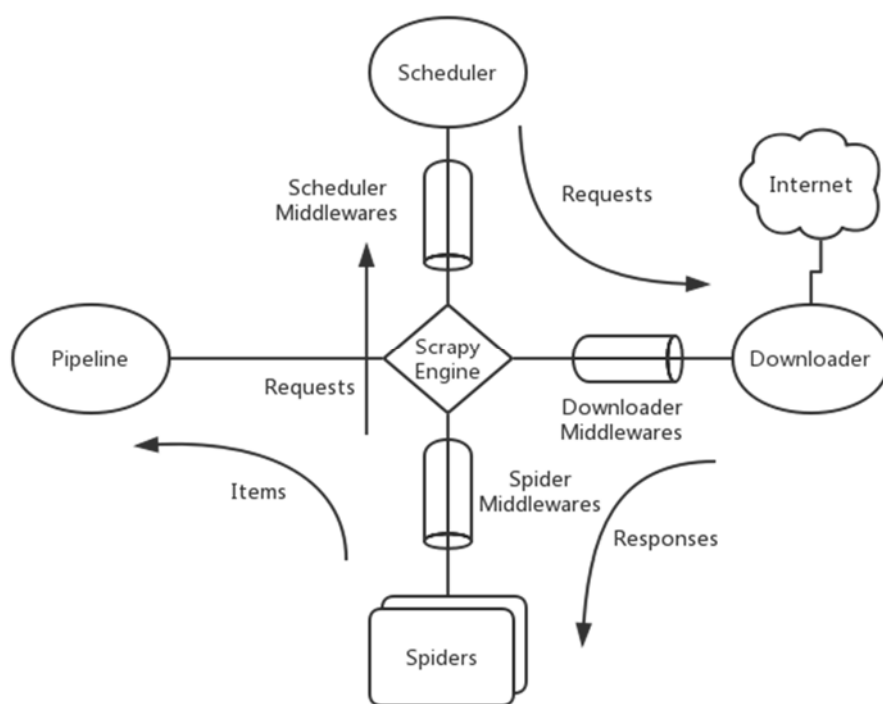 Scheduler
Scheduler
Middlewares
Requests
Internet
Pipeline
Requests
Scrapy
Engine
Downloader
Downloader
Middlewares
Items
Spider
Middlewares
Responses
Spiders